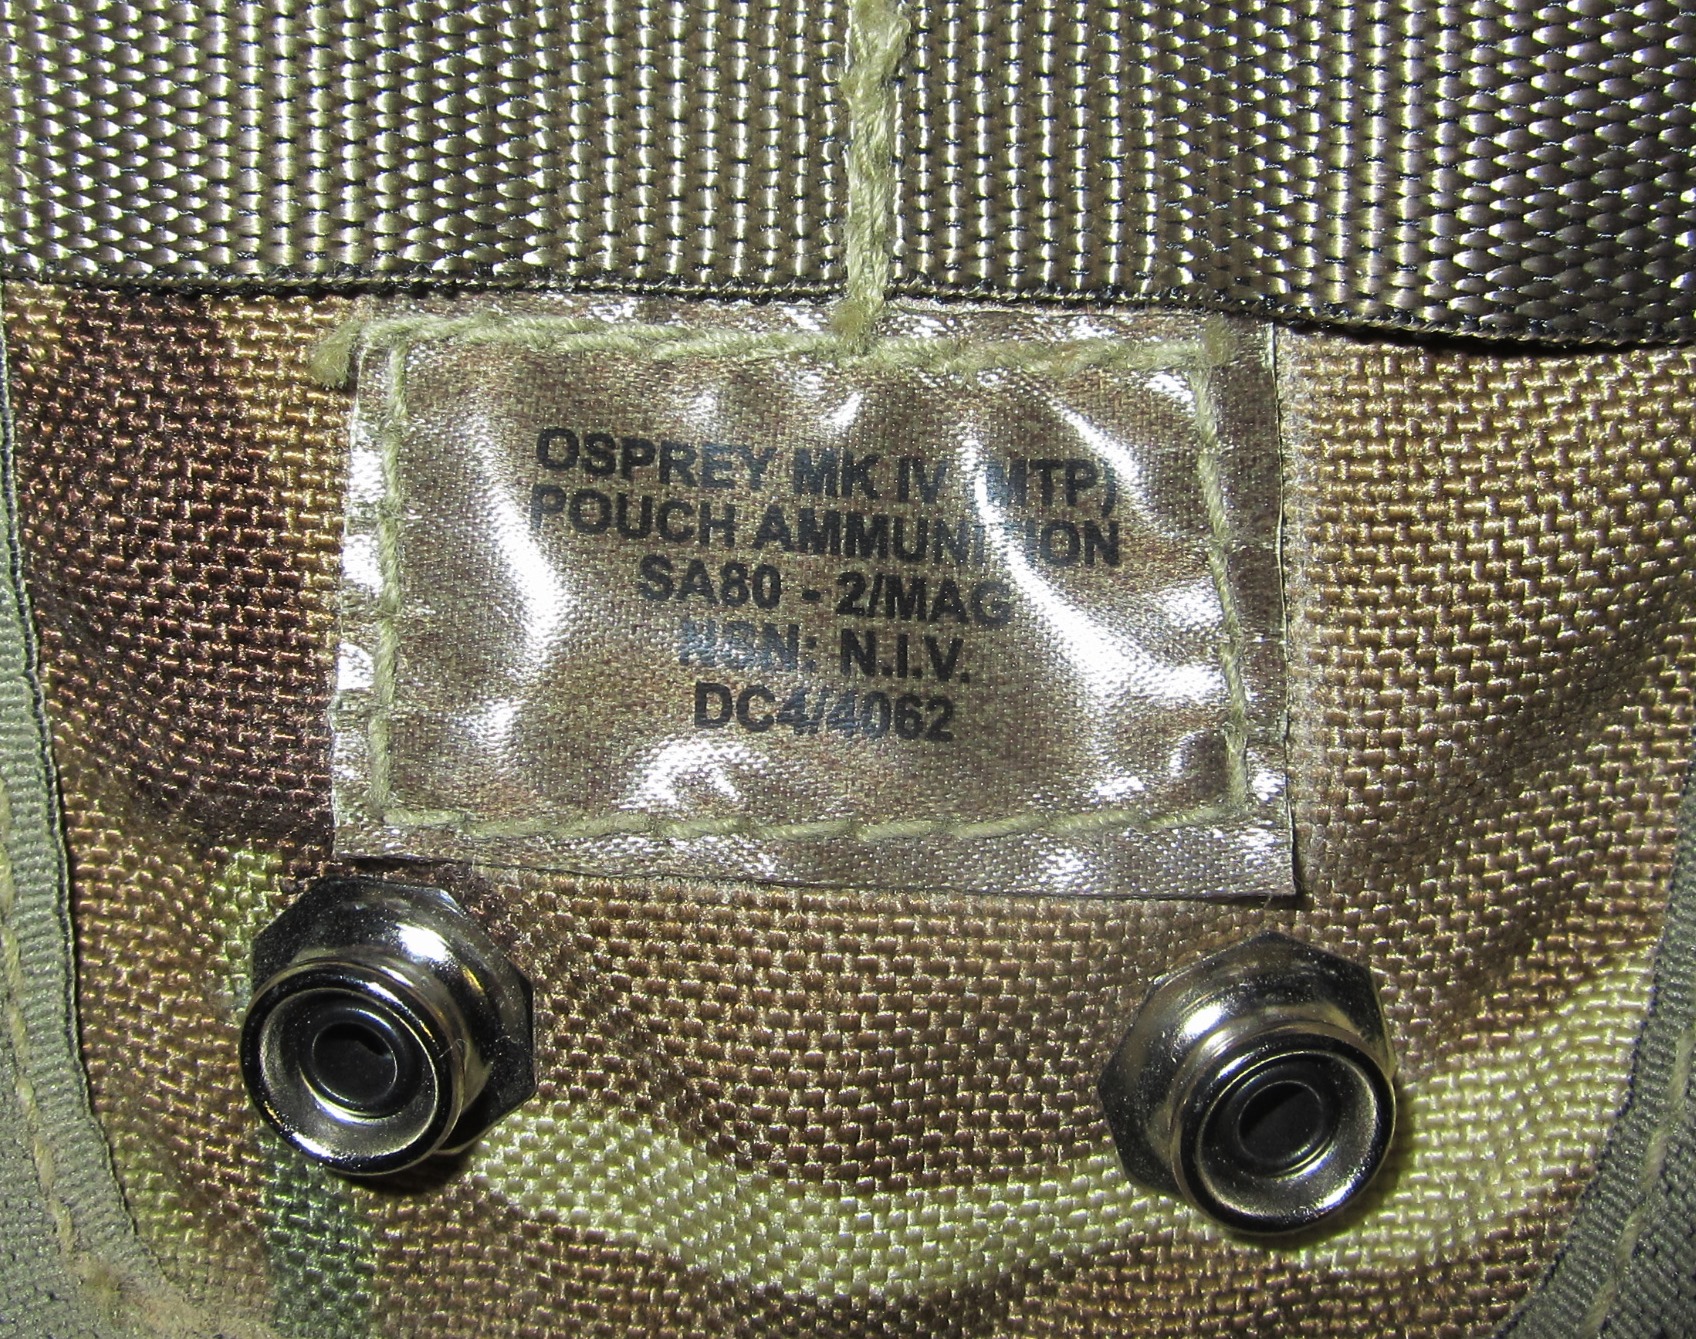 OSPREY MK IV (MTP)
POUCH AMMUNITION
SA80 - 2/MAG
NSN: N.I.V.
DC4/4062